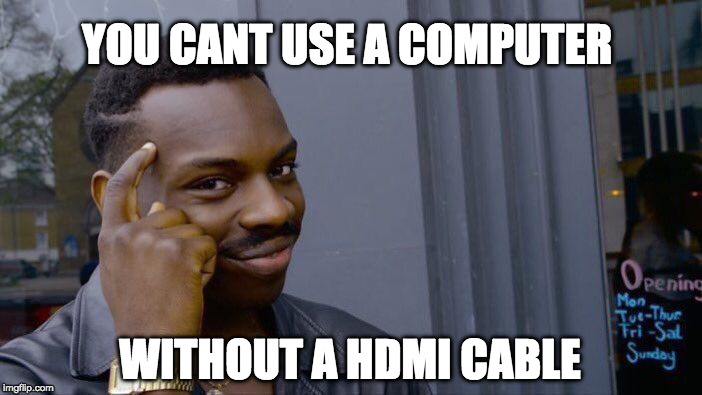 YOU CANT USE A COMPUTER
Opening
Mon
Tue-Thur
Fri-Sat
Sunday
WITHOUT A HDMI CABLE
imgflip.com